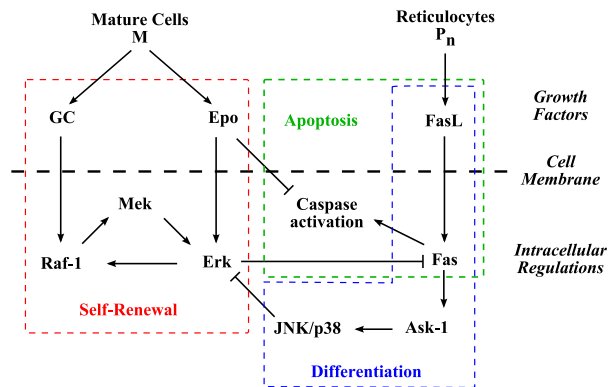 Mature Cells
M
Reticulocytes
Pn
GC
Epo
Apoptosis
FasL
Growth
Factors
Cell
Membrane
Mek
Caspase
activation
Raf-1
Erk
Fas
Intracellular
Regulations
Self-Renewal
JNK/p38
Ask-1
Differentiation